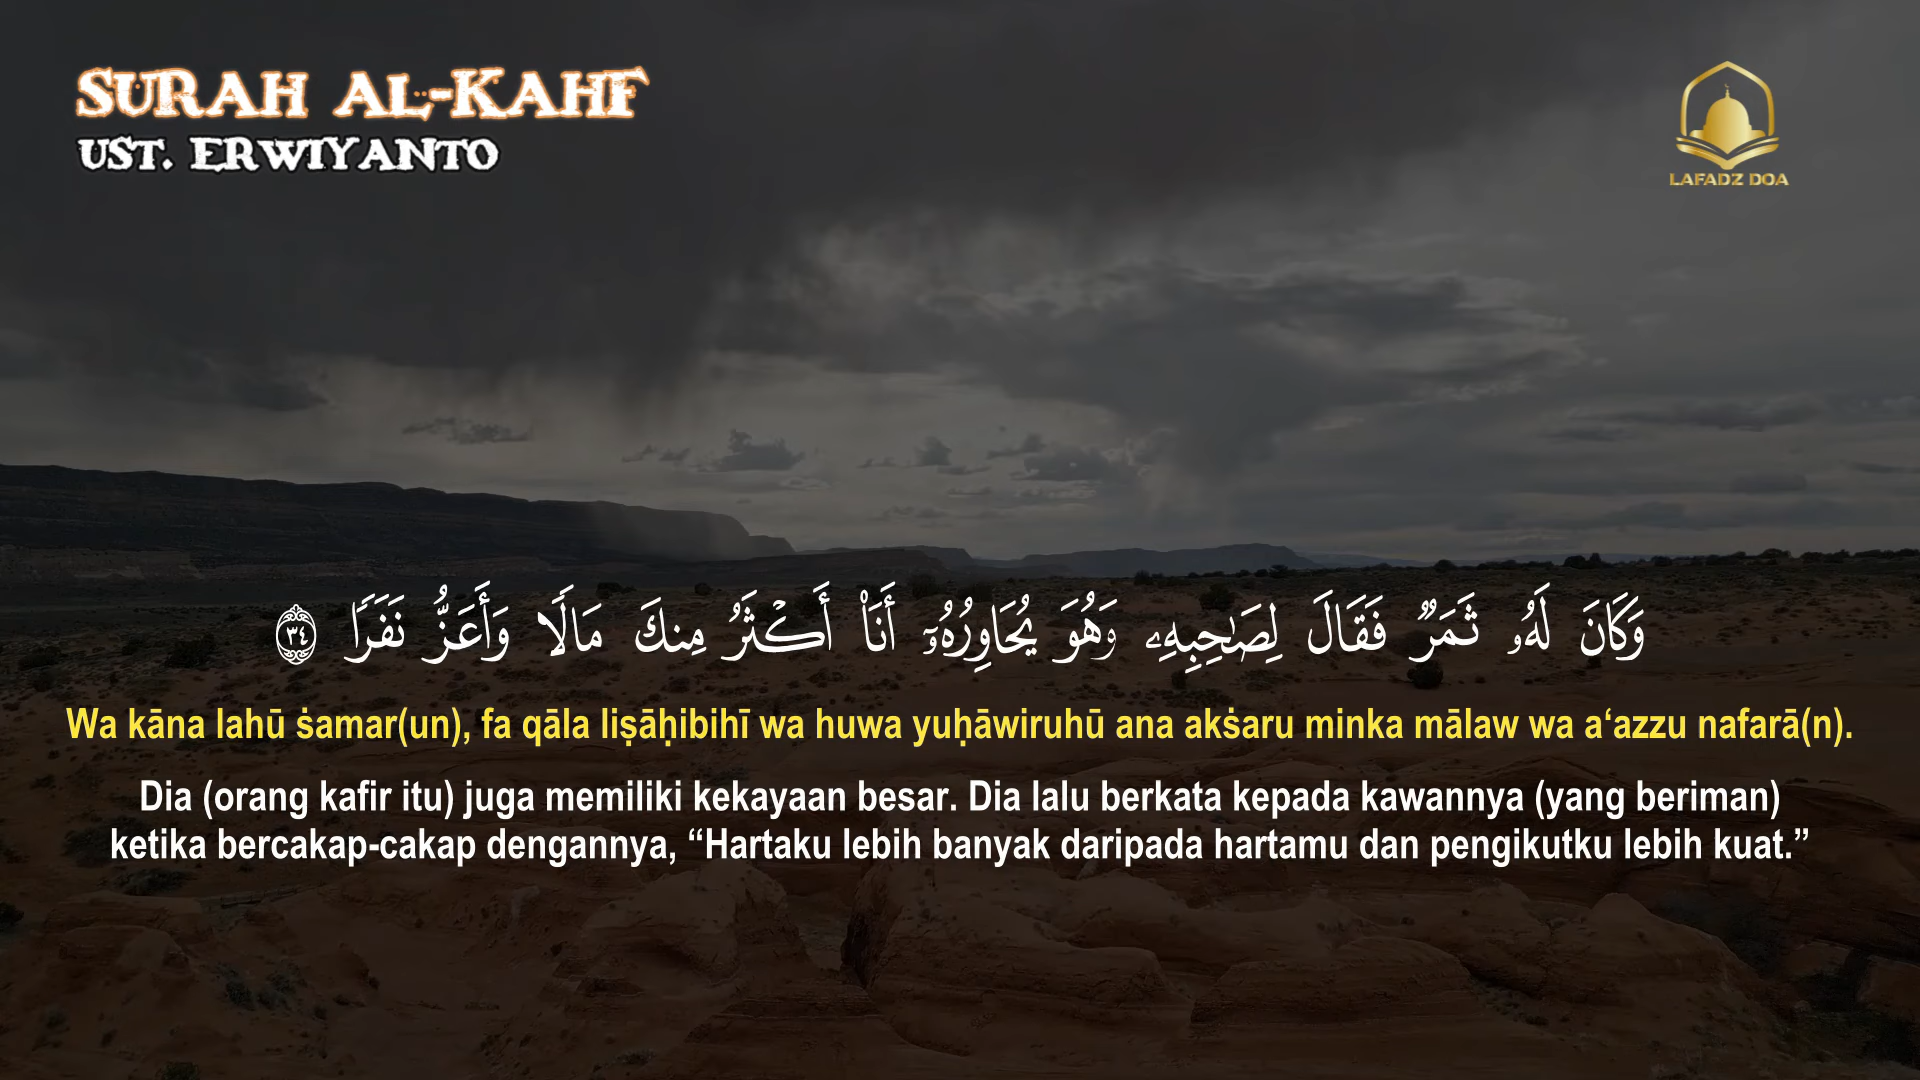 SURAH AL-KAHF
UST. ERWIYANTO
LAFADZ DOA
وَكَانَ لَهُۥ ثَمَرٌۭ فَقَالَ لِصَـٰحِبِهِۦ وَهُوَ يُحَاوِرُهُۥٓ أَنَا۠ أَكْثَرُ مِنكَ مَالًۭا وَأَعَزُّ نَفَرًۭا ٣٤
Wa kāna lahū ṡamar(un), fa qāla liṣāḥibihī wa huwa yuḥāwiruhū ana akṡaru minka mālaw wa a‘azzu nafarā(n).
Dia (orang kafir itu) juga memiliki kekayaan besar. Dia lalu berkata kepada kawannya (yang beriman)
ketika bercakap-cakap dengannya, “Hartaku lebih banyak daripada hartamu dan pengikutku lebih kuat.”